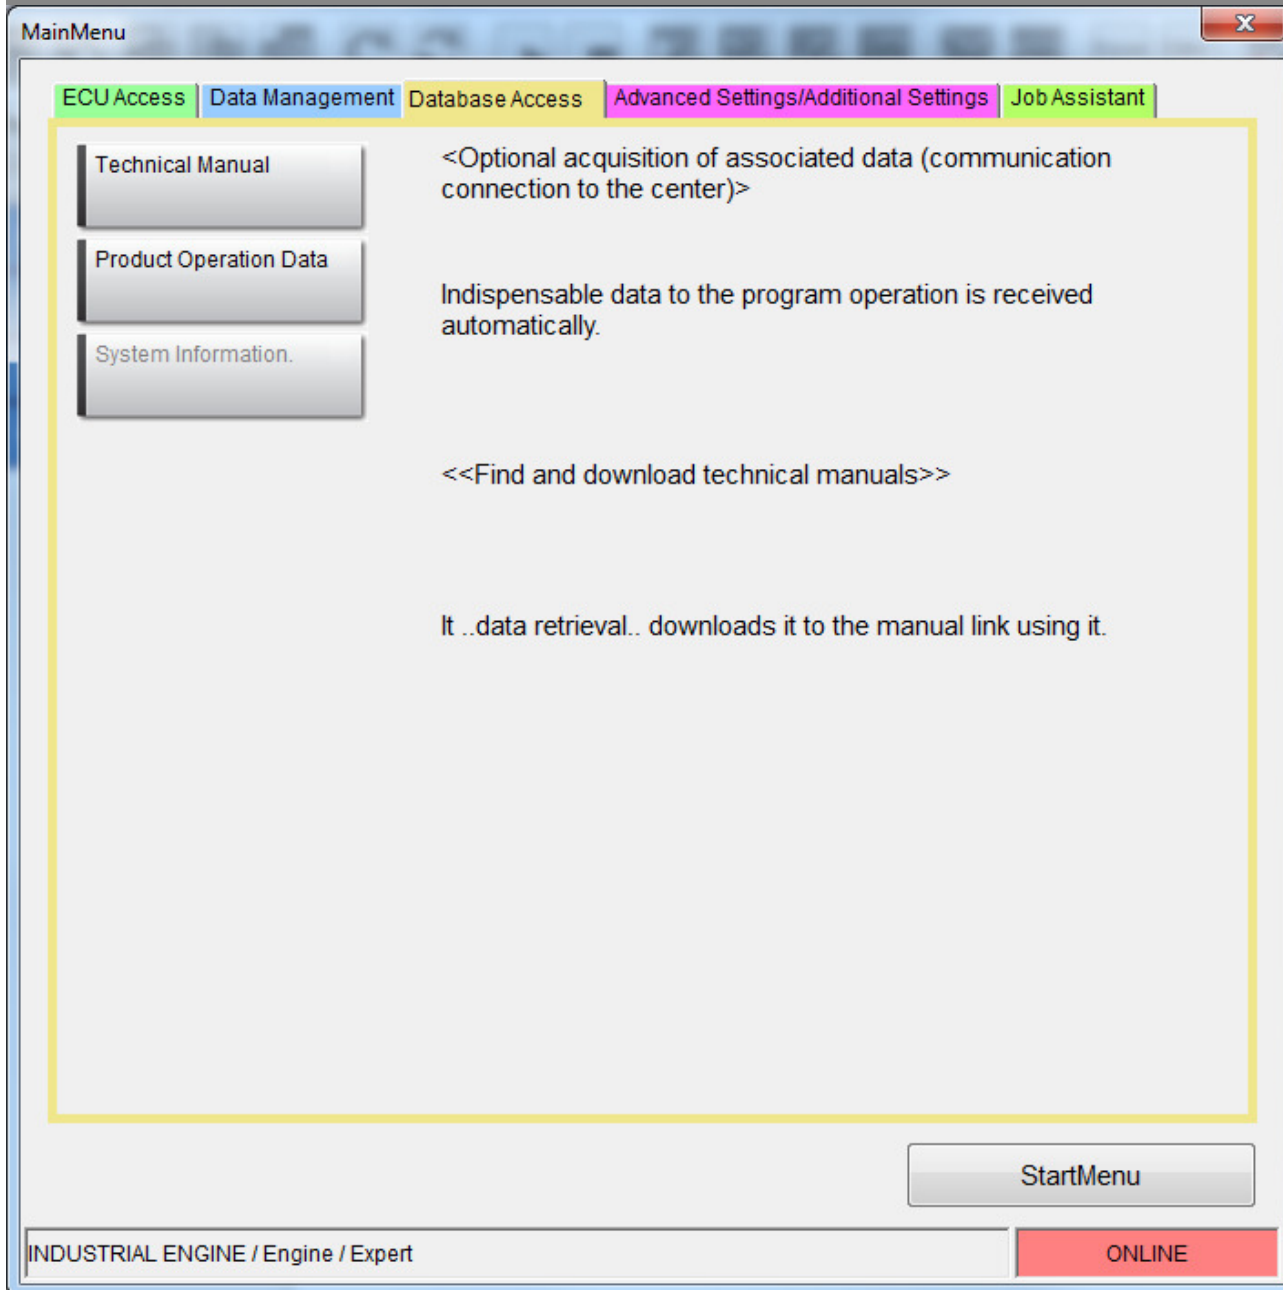 MainMenu
ECU Access Data Management Database Access Advanced Settings/Additional Settings Job Assistant
Technical Manual
Product Operation Data
System Information.
<Optional acquisition of associated data (communication
connection to the center)>
Indispensable data to the program operation is received
automatically.
<<Find and download technical manuals>>
It ..data retrieval.. downloads it to the manual link using it.
StartMenu
INDUSTRIAL ENGINE / Engine / Expert
ONLINE